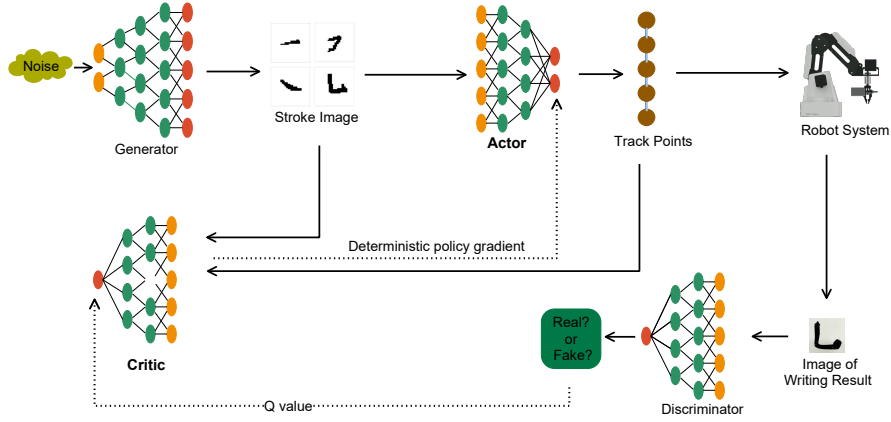 Noise
Generator
Stroke Image
Actor
Track Points
Robot System
Deterministic policy gradient
Critic
Real?
or
Fake?
Discriminator
Image of
Writing Result
Q value